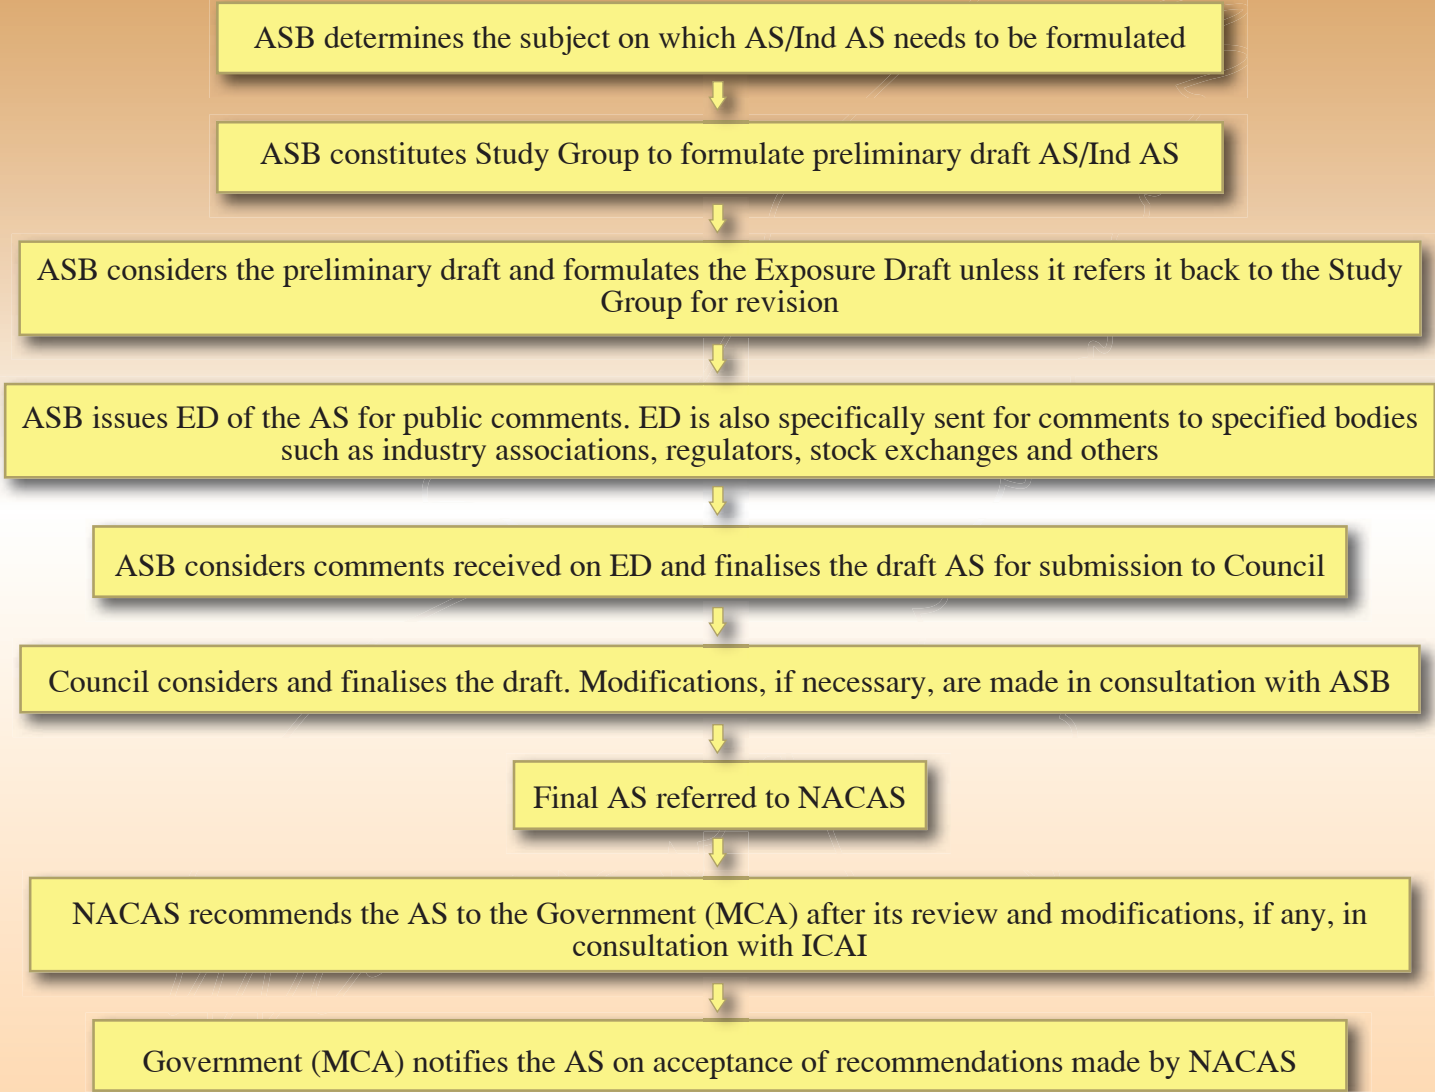 ASB determines the subject on which AS/Ind AS needs to be formulated
ASB constitutes Study Group to formulate preliminary draft AS/Ind AS
ASB considers the preliminary draft and formulates the Exposure Draft unless it refers it back to the Study
Group for revision
ASB issues ED of the AS for public comments. ED is also specifically sent for comments to specified bodies
such as industry associations, regulators, stock exchanges and others
ASB considers comments received on ED and finalises the draft AS for submission to Council
Council considers and finalises the draft. Modifications, if necessary, are made in consultation with ASB
Final AS referred to NACAS
NACAS recommends the AS to the Government (MCA) after its review and modifications, if any, in
consultation with ICAI
Government (MCA) notifies the AS on acceptance of recommendations made by NACAS